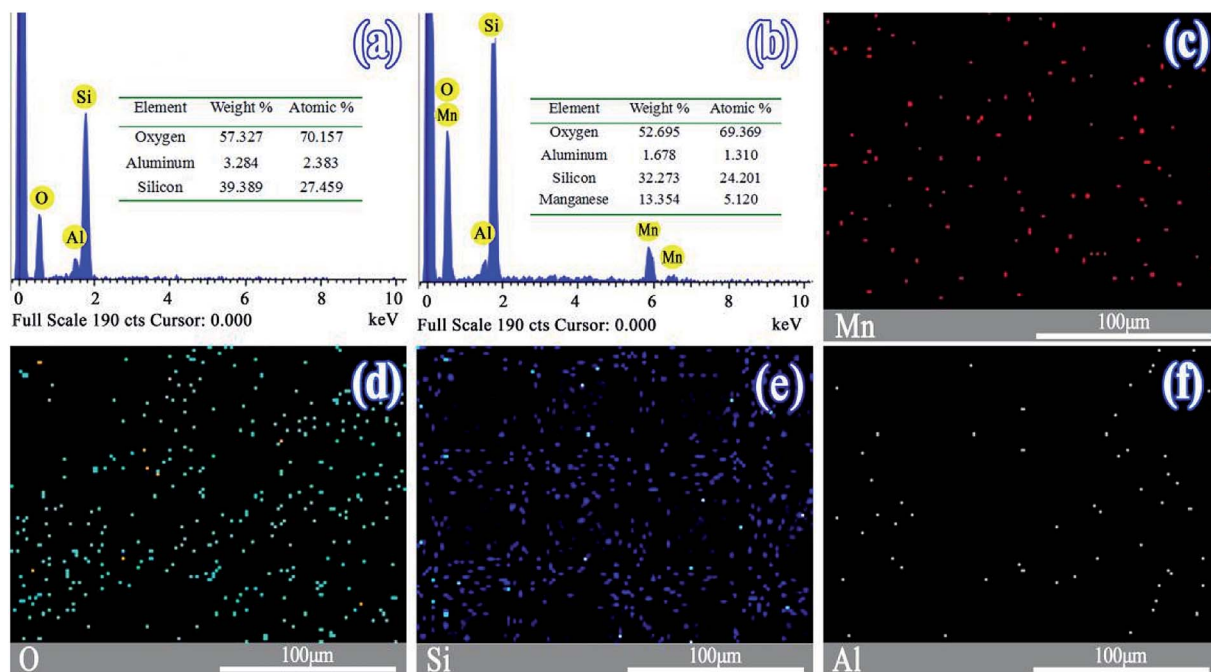 (a)
Si
O
Al
Element Weight % Atomic %
Oxygen 57.327 70.157
Aluminum 3.284 2.383
Silicon 39.389 27.459
0 2 4 6 8 10
Full Scale 190 cts Cursor: 0.000 keV
(b)
Si
O
Mn
Al
Mn
Mn
Element Weight % Atomic %
Oxygen 52.695 69.369
Aluminum 1.678 1.310
Silicon 32.273 24.201
Manganese 13.354 5.120
0 2 4 6 8 10
Full Scale 190 cts Cursor: 0.000 keV
(c)
Mn 100μm
(d)
O 100μm
(e)
Si 100μm
(f)
Al 100μm